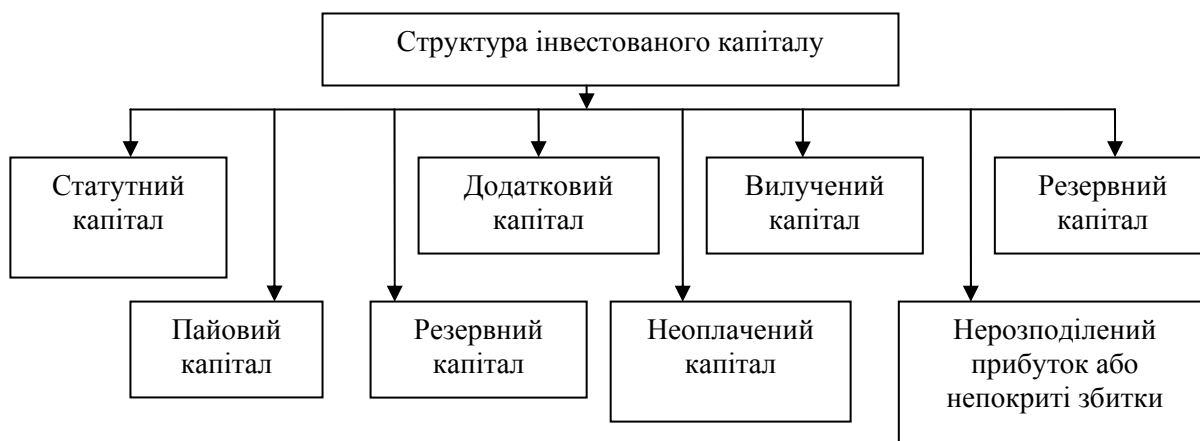 Структура інвестованого капіталу
Статутний
капітал
Додатковий
капітал
Вилучений
капітал
Резервний
капітал
Пайовий
капітал
Резервний
капітал
Неоплачений
капітал
Нерозподілений
прибуток або
непокриті збитки